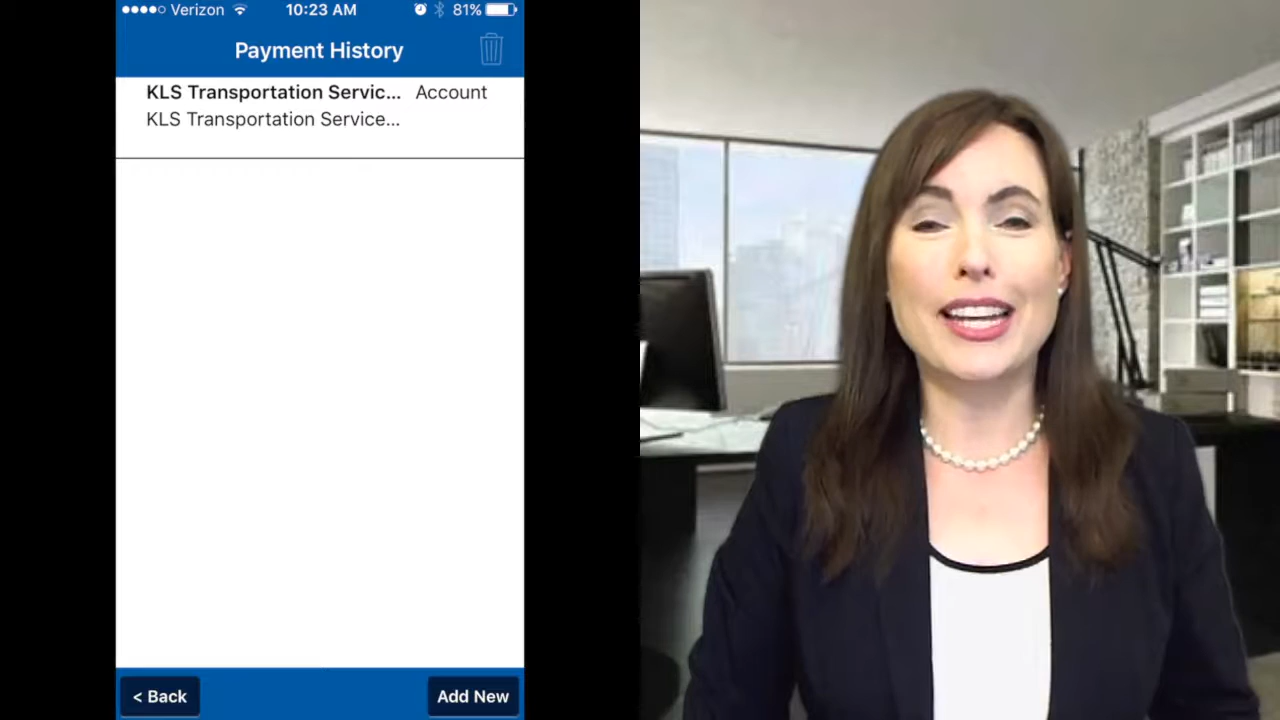 Verizon 10:23 AM 81%
Payment History
KLS Transportation Servic... Account
KLS Transportation Service...
< Back Add New